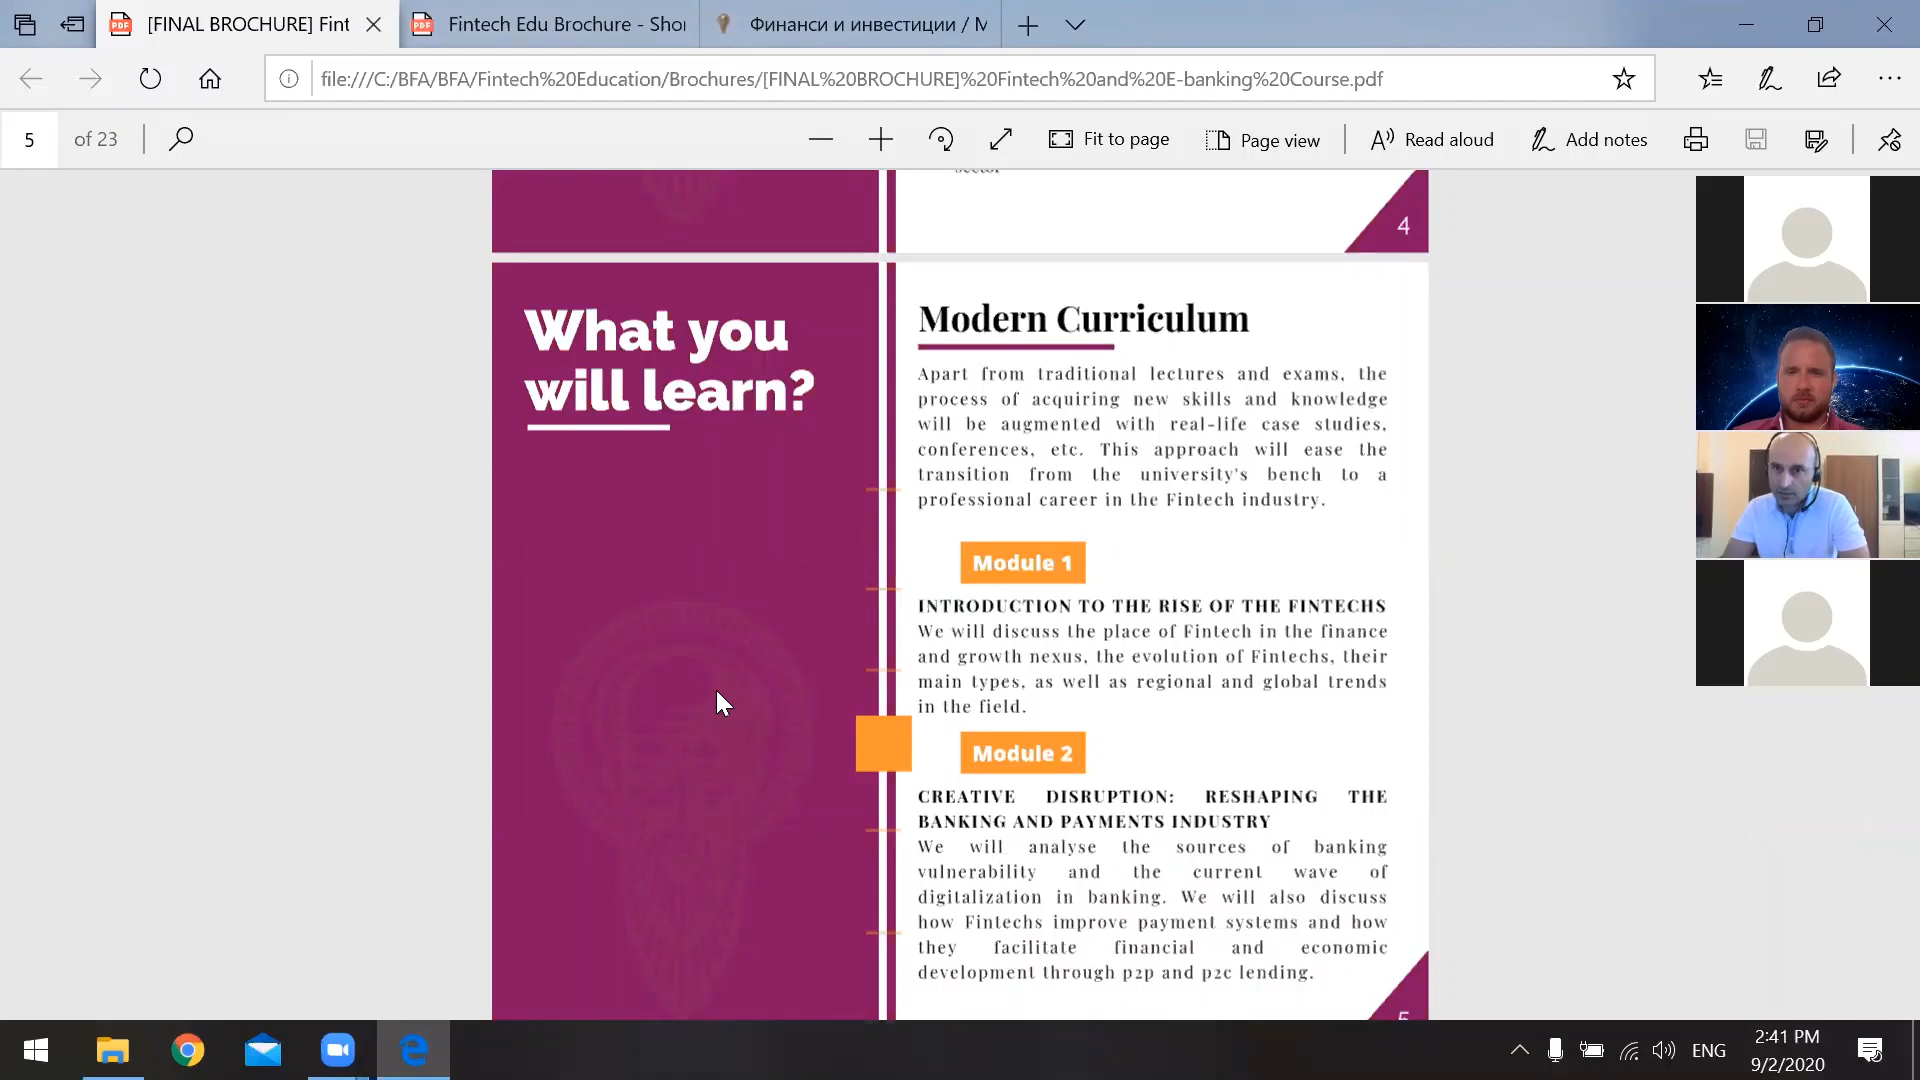 [FINAL BROCHURE] Fint
Fintech Edu Brochure - Shor
Финанси и инвестиции / М
file:///C:/BFA/BFA/Fintech%20Education/Brochures/[FINAL%20BROCHURE]%20Fintech%20and%20E-banking%20Course.pdf
5 of 23
Fit to page
Page view
Read aloud
Add notes
sector
4
What you
will learn?
Modern Curriculum
Apart from traditional lectures and exams, the
process of acquiring new skills and knowledge
will be augmented with real-life case studies,
conferences, etc. This approach will ease the
transition from the university's bench to a
professional career in the Fintech industry.
Module 1
INTRODUCTION TO THE RISE OF THE FINTECHS
We will discuss the place of Fintech in the finance
and growth nexus, the evolution of Fintechs, their
main types, as well as regional and global trends
in the field.
Module 2
CREATIVE DISRUPTION: RESHAPING THE
BANKING AND PAYMENTS INDUSTRY
We will analyse the sources of banking
vulnerability and the current wave of
digitalization in banking. We will also discuss
how Fintechs improve payment systems and how
they facilitate financial and economic
development through p2p and p2c lending.
5
ENG
2:41 PM
9/2/2020